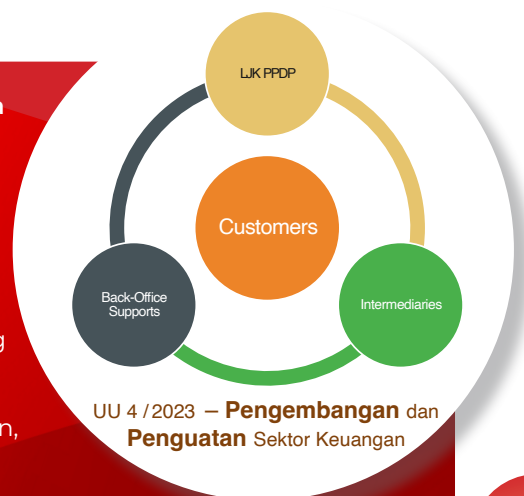 LJK PPDP
Customers
Back-Office
Supports
Intermediaries
UU 4 / 2023 – Pengembangan dan
Penguatan Sektor Keuangan